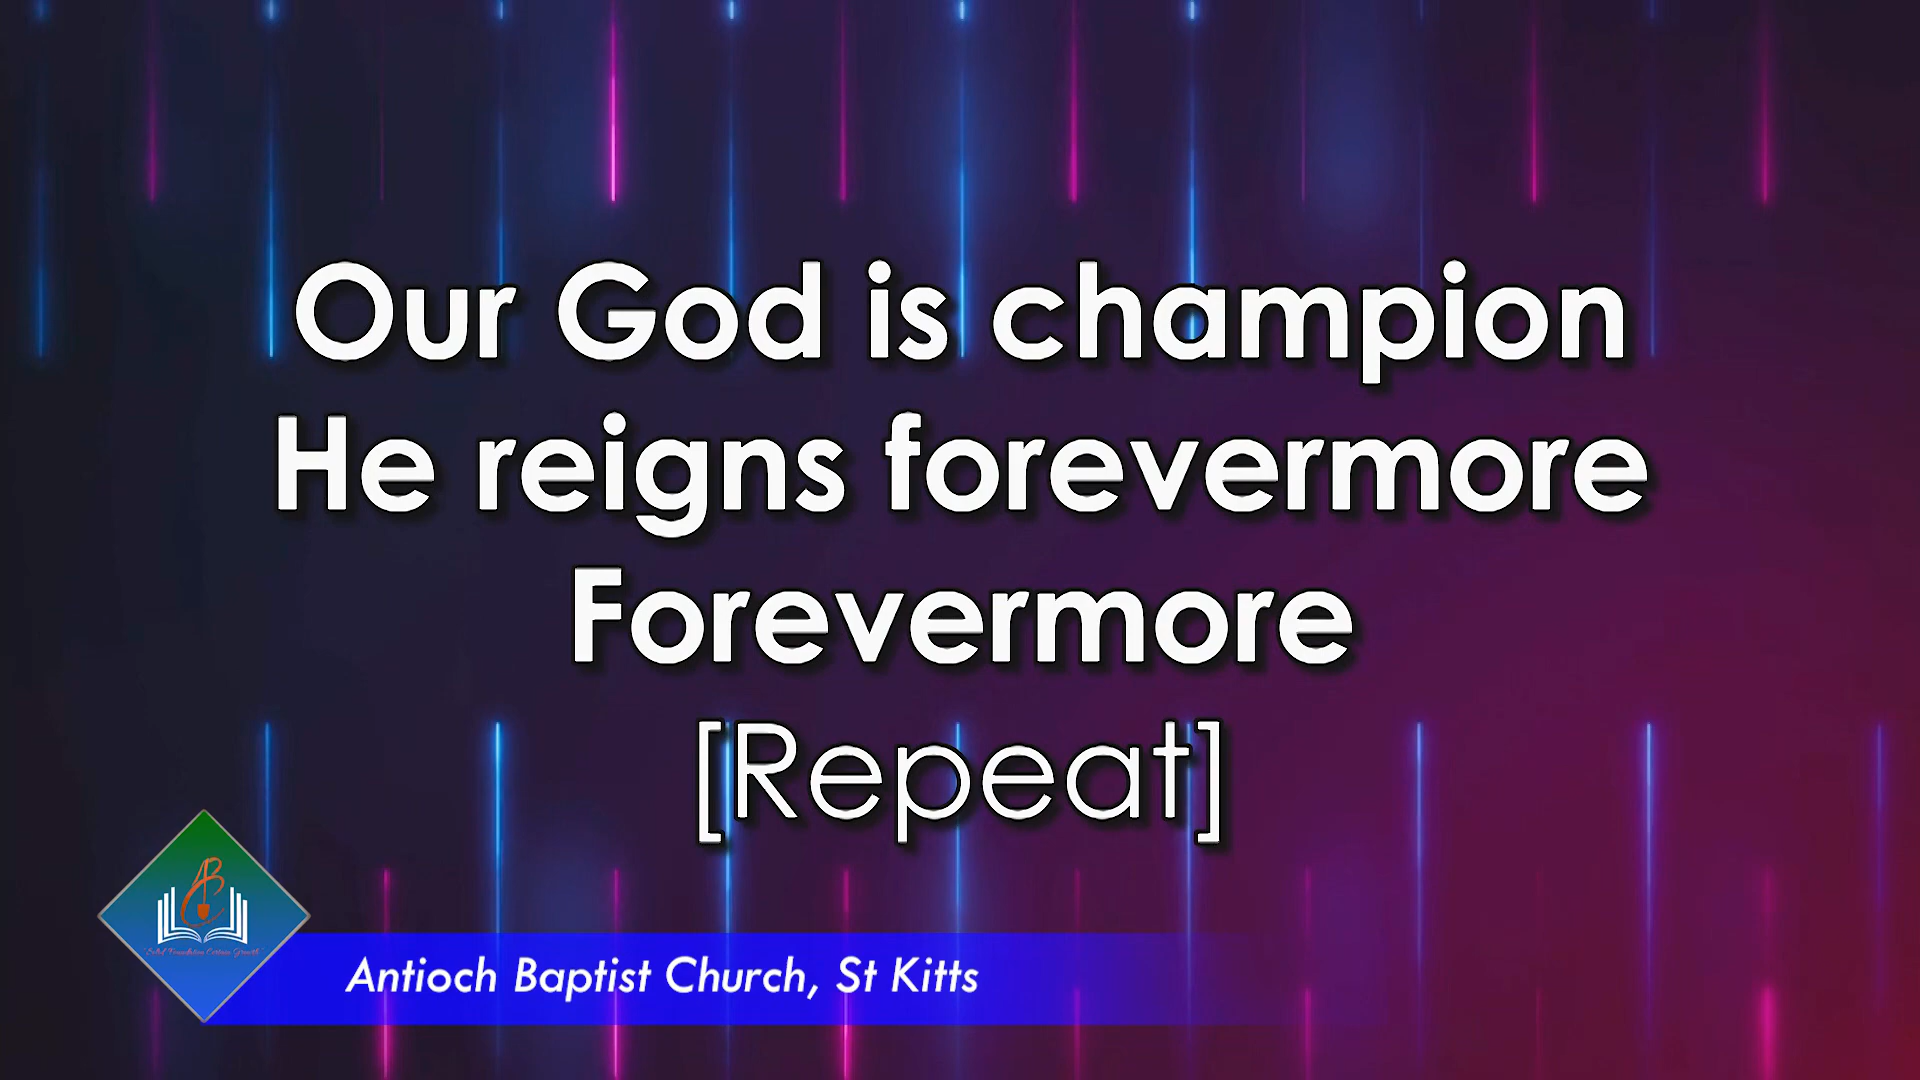 Our God is champion
He reigns forevermore
Forevermore
[Repeat]
Antioch Baptist Church, St Kitts